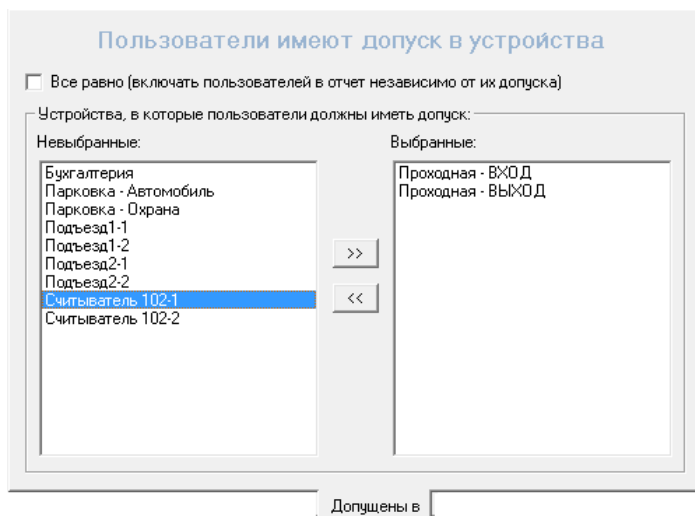 Пользователи имеют допуск в устройства
Все равно (включать пользователей в отчет независимо от их допуска)
Устройства, в которые пользователи должны иметь допуск:
Невыбранные:
Бухгалтерия
Парковка - Автомобиль
Парковка - Охрана
Подъезд1-1
Подъезд1-2
Подъезд2-1
Подъезд2-2
Считыватель 102-1
Считыватель 102-2
>>
<<
Выбранные:
Проходная - ВХОД
Проходная - ВЫХОД
Допущены в